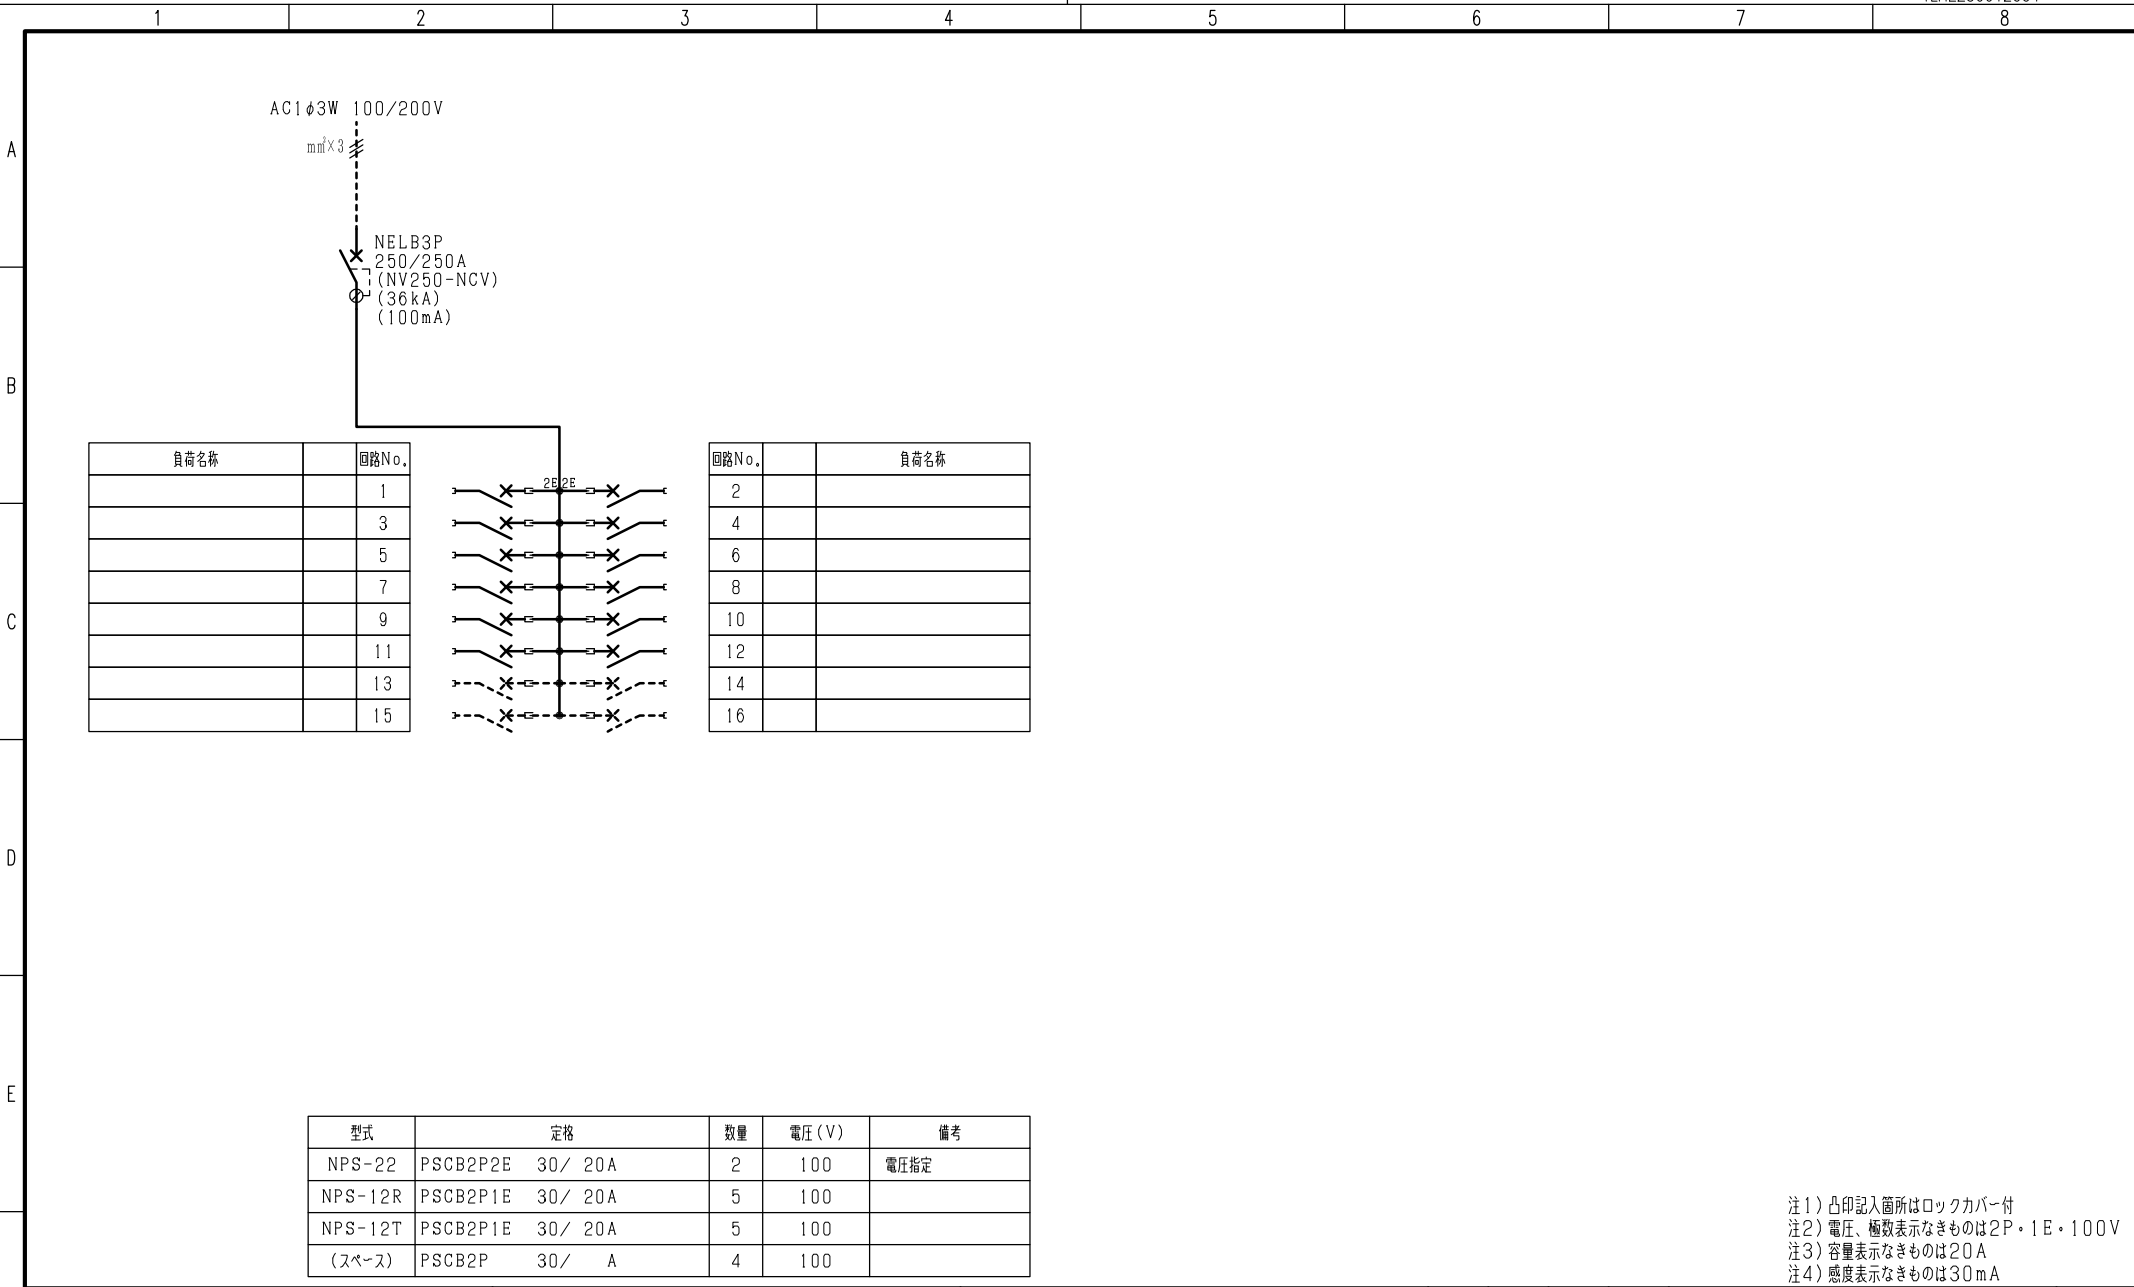 1 2 3 4 5 6 7 8
A
B
C
D
E
AC1φ3W 100/200V
mm²×3
NELB3P
250/250A
(NV250-NCV)
(36kA)
(100mA)
負荷名称 回路No. 回路No. 負荷名称
2E 2E
1 2
3 4
5 6
7 8
9 10
11 12
13 14
15 16
型式 定格 数量 電圧(V) 備考
NPS-22 PSCB2P2E 30/ 20A 2 100 電圧指定
NPS-12R PSCB2P1E 30/ 20A 5 100
NPS-12T PSCB2P1E 30/ 20A 5 100
(スペース) PSCB2P 30/ A 4 100
注1)凸印記入箇所はロックカバー付
注2)電圧、極数表示なきものは2P・1E・100V
注3)容量表示なきものは20A
注4)感度表示なきものは30mA